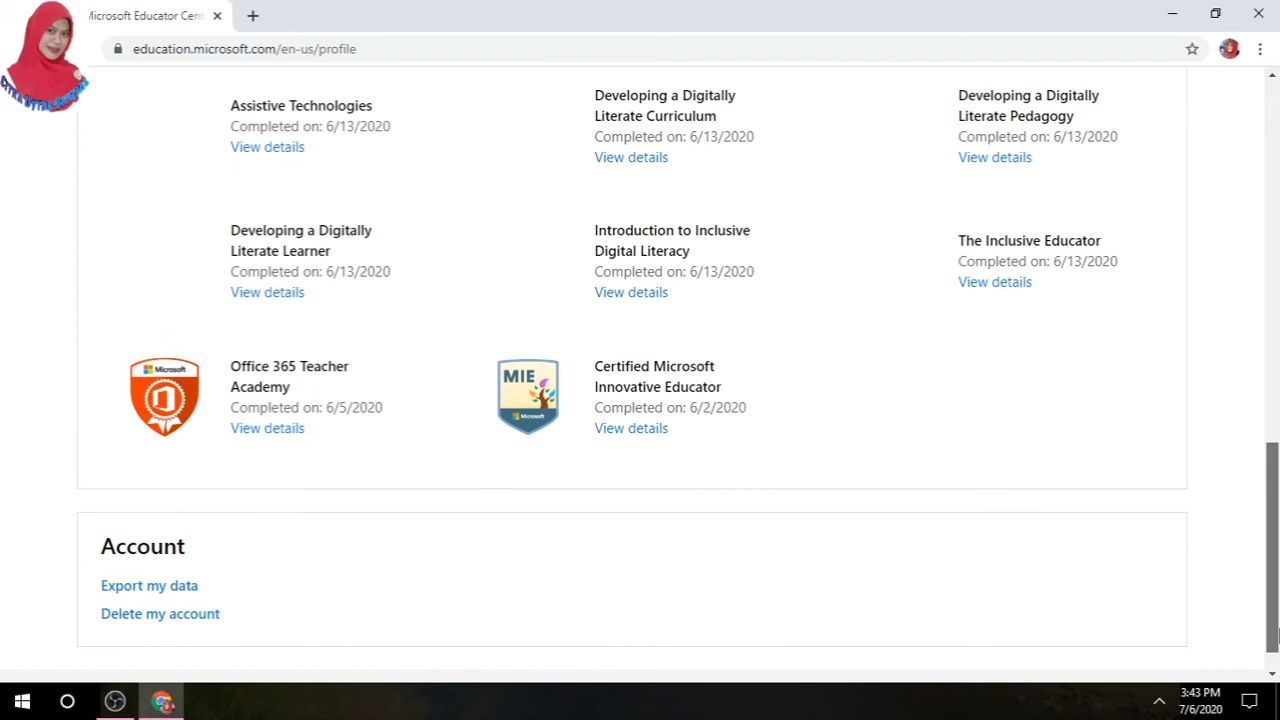 Microsoft Educator Cent
education.microsoft.com/en-us/profile
Assistive Technologies
Completed on: 6/13/2020
View details
Developing a Digitally
Literate Curriculum
Completed on: 6/13/2020
View details
Developing a Digitally
Literate Pedagogy
Completed on: 6/13/2020
View details
Developing a Digitally
Literate Learner
Completed on: 6/13/2020
View details
Introduction to Inclusive
Digital Literacy
Completed on: 6/13/2020
View details
The Inclusive Educator
Completed on: 6/13/2020
View details
Microsoft
Office 365 Teacher
Academy
Completed on: 6/5/2020
View details
MIE
Microsoft
Certified Microsoft
Innovative Educator
Completed on: 6/2/2020
View details
Account
Export my data
Delete my account
3:43 PM
7/6/2020